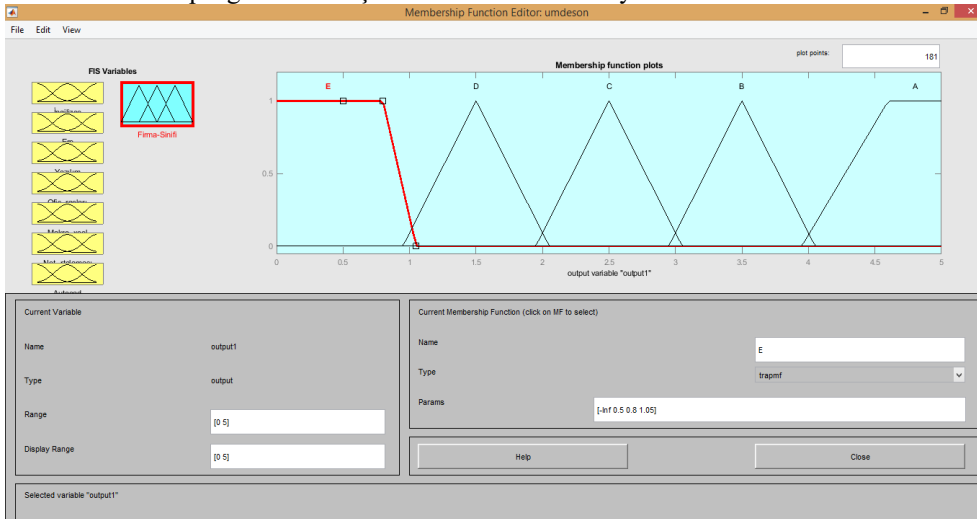 Membership Function Editor: umdeson
File Edit View
FIS Variables
Firma-Sinifi
plot points:
181
Membership function plots
E D C B A
1
0.5
0
0 0.5 1 1.5 2 2.5 3 3.5 4 4.5 5
output variable "output1"
Current Variable
Name output1
Type output
Range [0 5]
Display Range [0 5]
Current Membership Function (click on MF to select)
Name E
Type trapmf
Params [-Inf 0.5 0.8 1.05]
Help Close
Selected variable "output1"